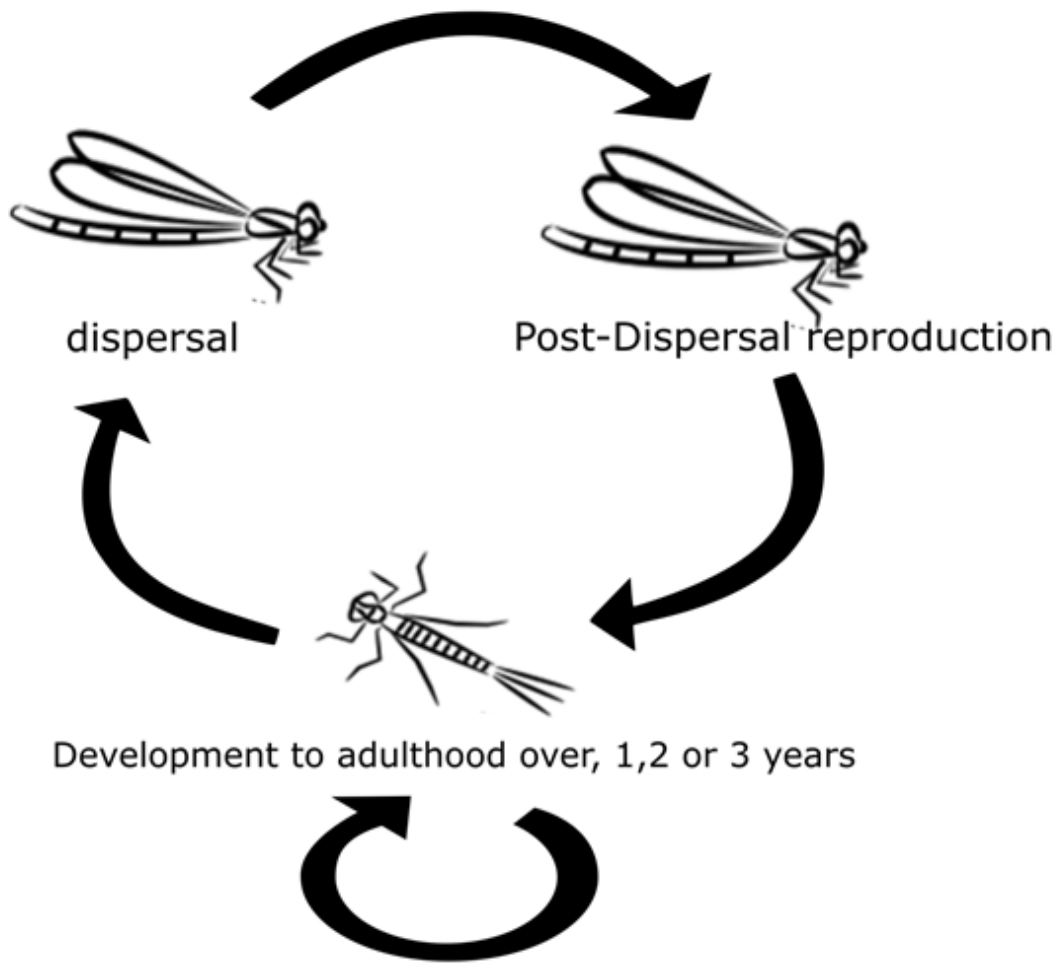 dispersal
Post-Dispersal reproduction
Development to adulthood over, 1,2 or 3 years